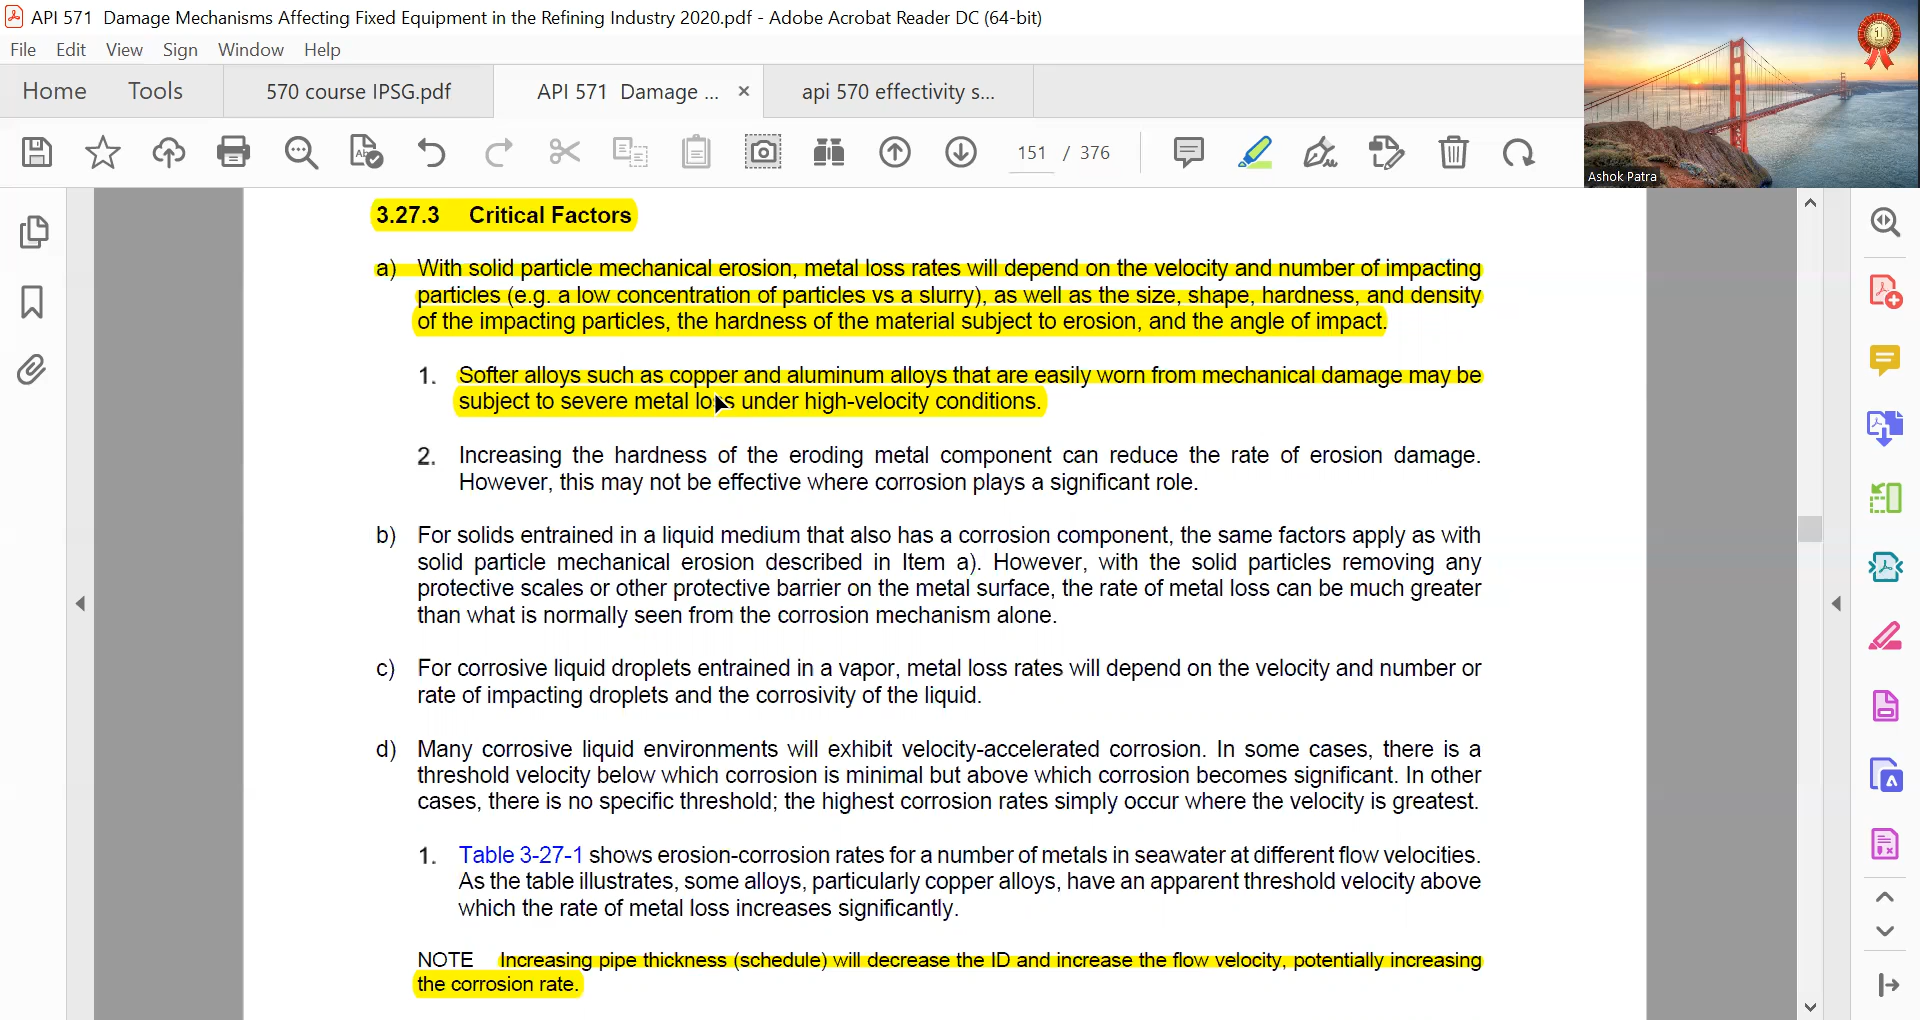 API 571 Damage Mechanisms Affecting Fixed Equipment in the Refining Industry 2020.pdf - Adobe Acrobat Reader DC (64-bit)
File Edit View Sign Window Help
Home Tools 570 course IPSG.pdf API 571 Damage ... × api 570 effectivity s...
151 / 376
1
Ashok Patra
3.27.3 Critical Factors
a) With solid particle mechanical erosion, metal loss rates will depend on the velocity and number of impacting
particles (e.g. a low concentration of particles vs a slurry), as well as the size, shape, hardness, and density
of the impacting particles, the hardness of the material subject to erosion, and the angle of impact.
1. Softer alloys such as copper and aluminum alloys that are easily worn from mechanical damage may be
subject to severe metal loss under high-velocity conditions.
2. Increasing the hardness of the eroding metal component can reduce the rate of erosion damage.
However, this may not be effective where corrosion plays a significant role.
b) For solids entrained in a liquid medium that also has a corrosion component, the same factors apply as with
solid particle mechanical erosion described in Item a). However, with the solid particles removing any
protective scales or other protective barrier on the metal surface, the rate of metal loss can be much greater
than what is normally seen from the corrosion mechanism alone.
c) For corrosive liquid droplets entrained in a vapor, metal loss rates will depend on the velocity and number or
rate of impacting droplets and the corrosivity of the liquid.
d) Many corrosive liquid environments will exhibit velocity-accelerated corrosion. In some cases, there is a
threshold velocity below which corrosion is minimal but above which corrosion becomes significant. In other
cases, there is no specific threshold; the highest corrosion rates simply occur where the velocity is greatest.
1. Table 3-27-1 shows erosion-corrosion rates for a number of metals in seawater at different flow velocities.
As the table illustrates, some alloys, particularly copper alloys, have an apparent threshold velocity above
which the rate of metal loss increases significantly.
NOTE Increasing pipe thickness (schedule) will decrease the ID and increase the flow velocity, potentially increasing
the corrosion rate.